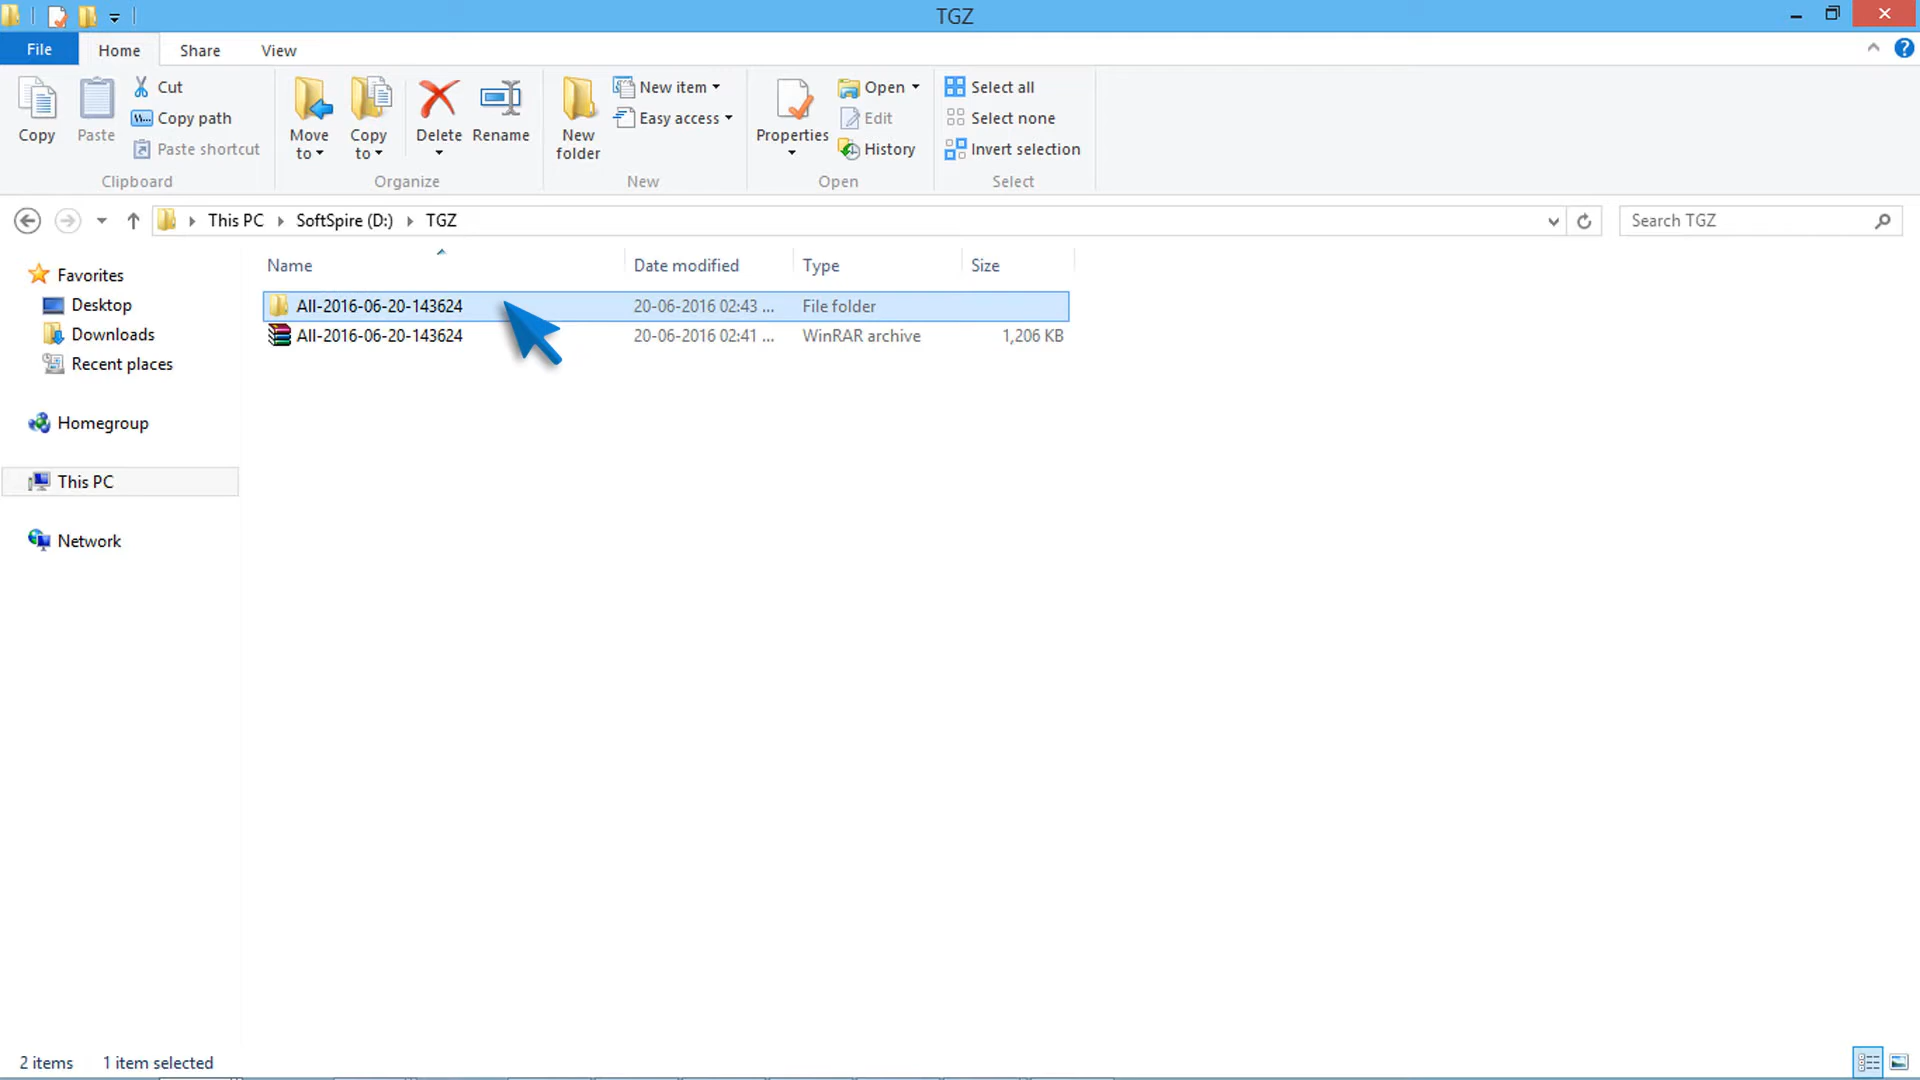 TGZ
File Home Share View
Copy
Paste
Cut
Copy path
Paste shortcut
Clipboard
Move to
Copy to
Delete
Rename
Organize
New folder
New item
Easy access
New
Properties
Open
Edit
History
Open
Select all
Select none
Invert selection
Select
This PC SoftSpire (D:) TGZ
Search TGZ
Favorites
Desktop
Downloads
Recent places
Homegroup
This PC
Network
Name Date modified Type Size
All-2016-06-20-143624 20-06-2016 02:43 ... File folder
All-2016-06-20-143624 20-06-2016 02:41 ... WinRAR archive 1,206 KB
2 items 1 item selected